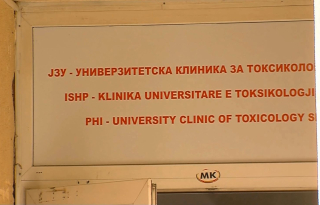 ЈЗУ - УНИВЕРЗИТЕТСКА КЛИНИКА ЗА ТОКСИКОЛО
ISHP - KLINIKA UNIVERSITARE E TOKSIKOLOGJI
PHI - UNIVERSITY CLINIC OF TOXICOLOGY S
MK